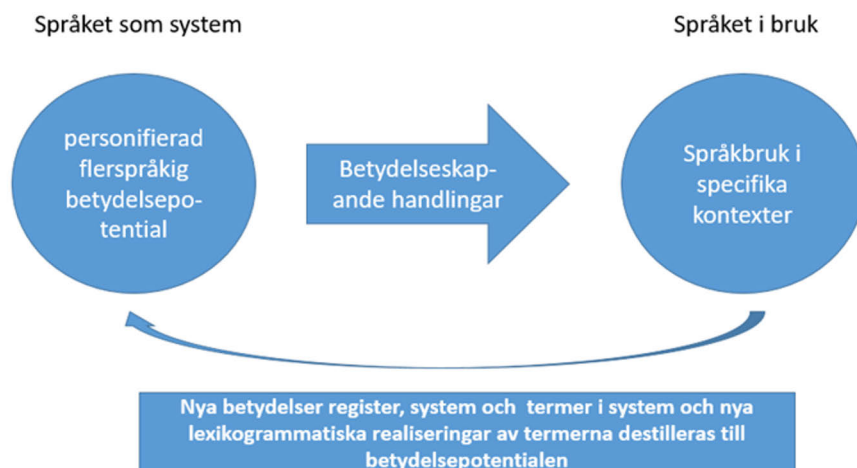 Språket som system
Språket i bruk
personifierad
flerspråkig
betydelsepo-
tential
Betydelseskap-
ande handlingar
Språkbruk i
specifika
kontexter
Nya betydelser register, system och termer i system och nya
lexikogrammatiska realiseringar av termerna destilleras till
betydelsepotentialen